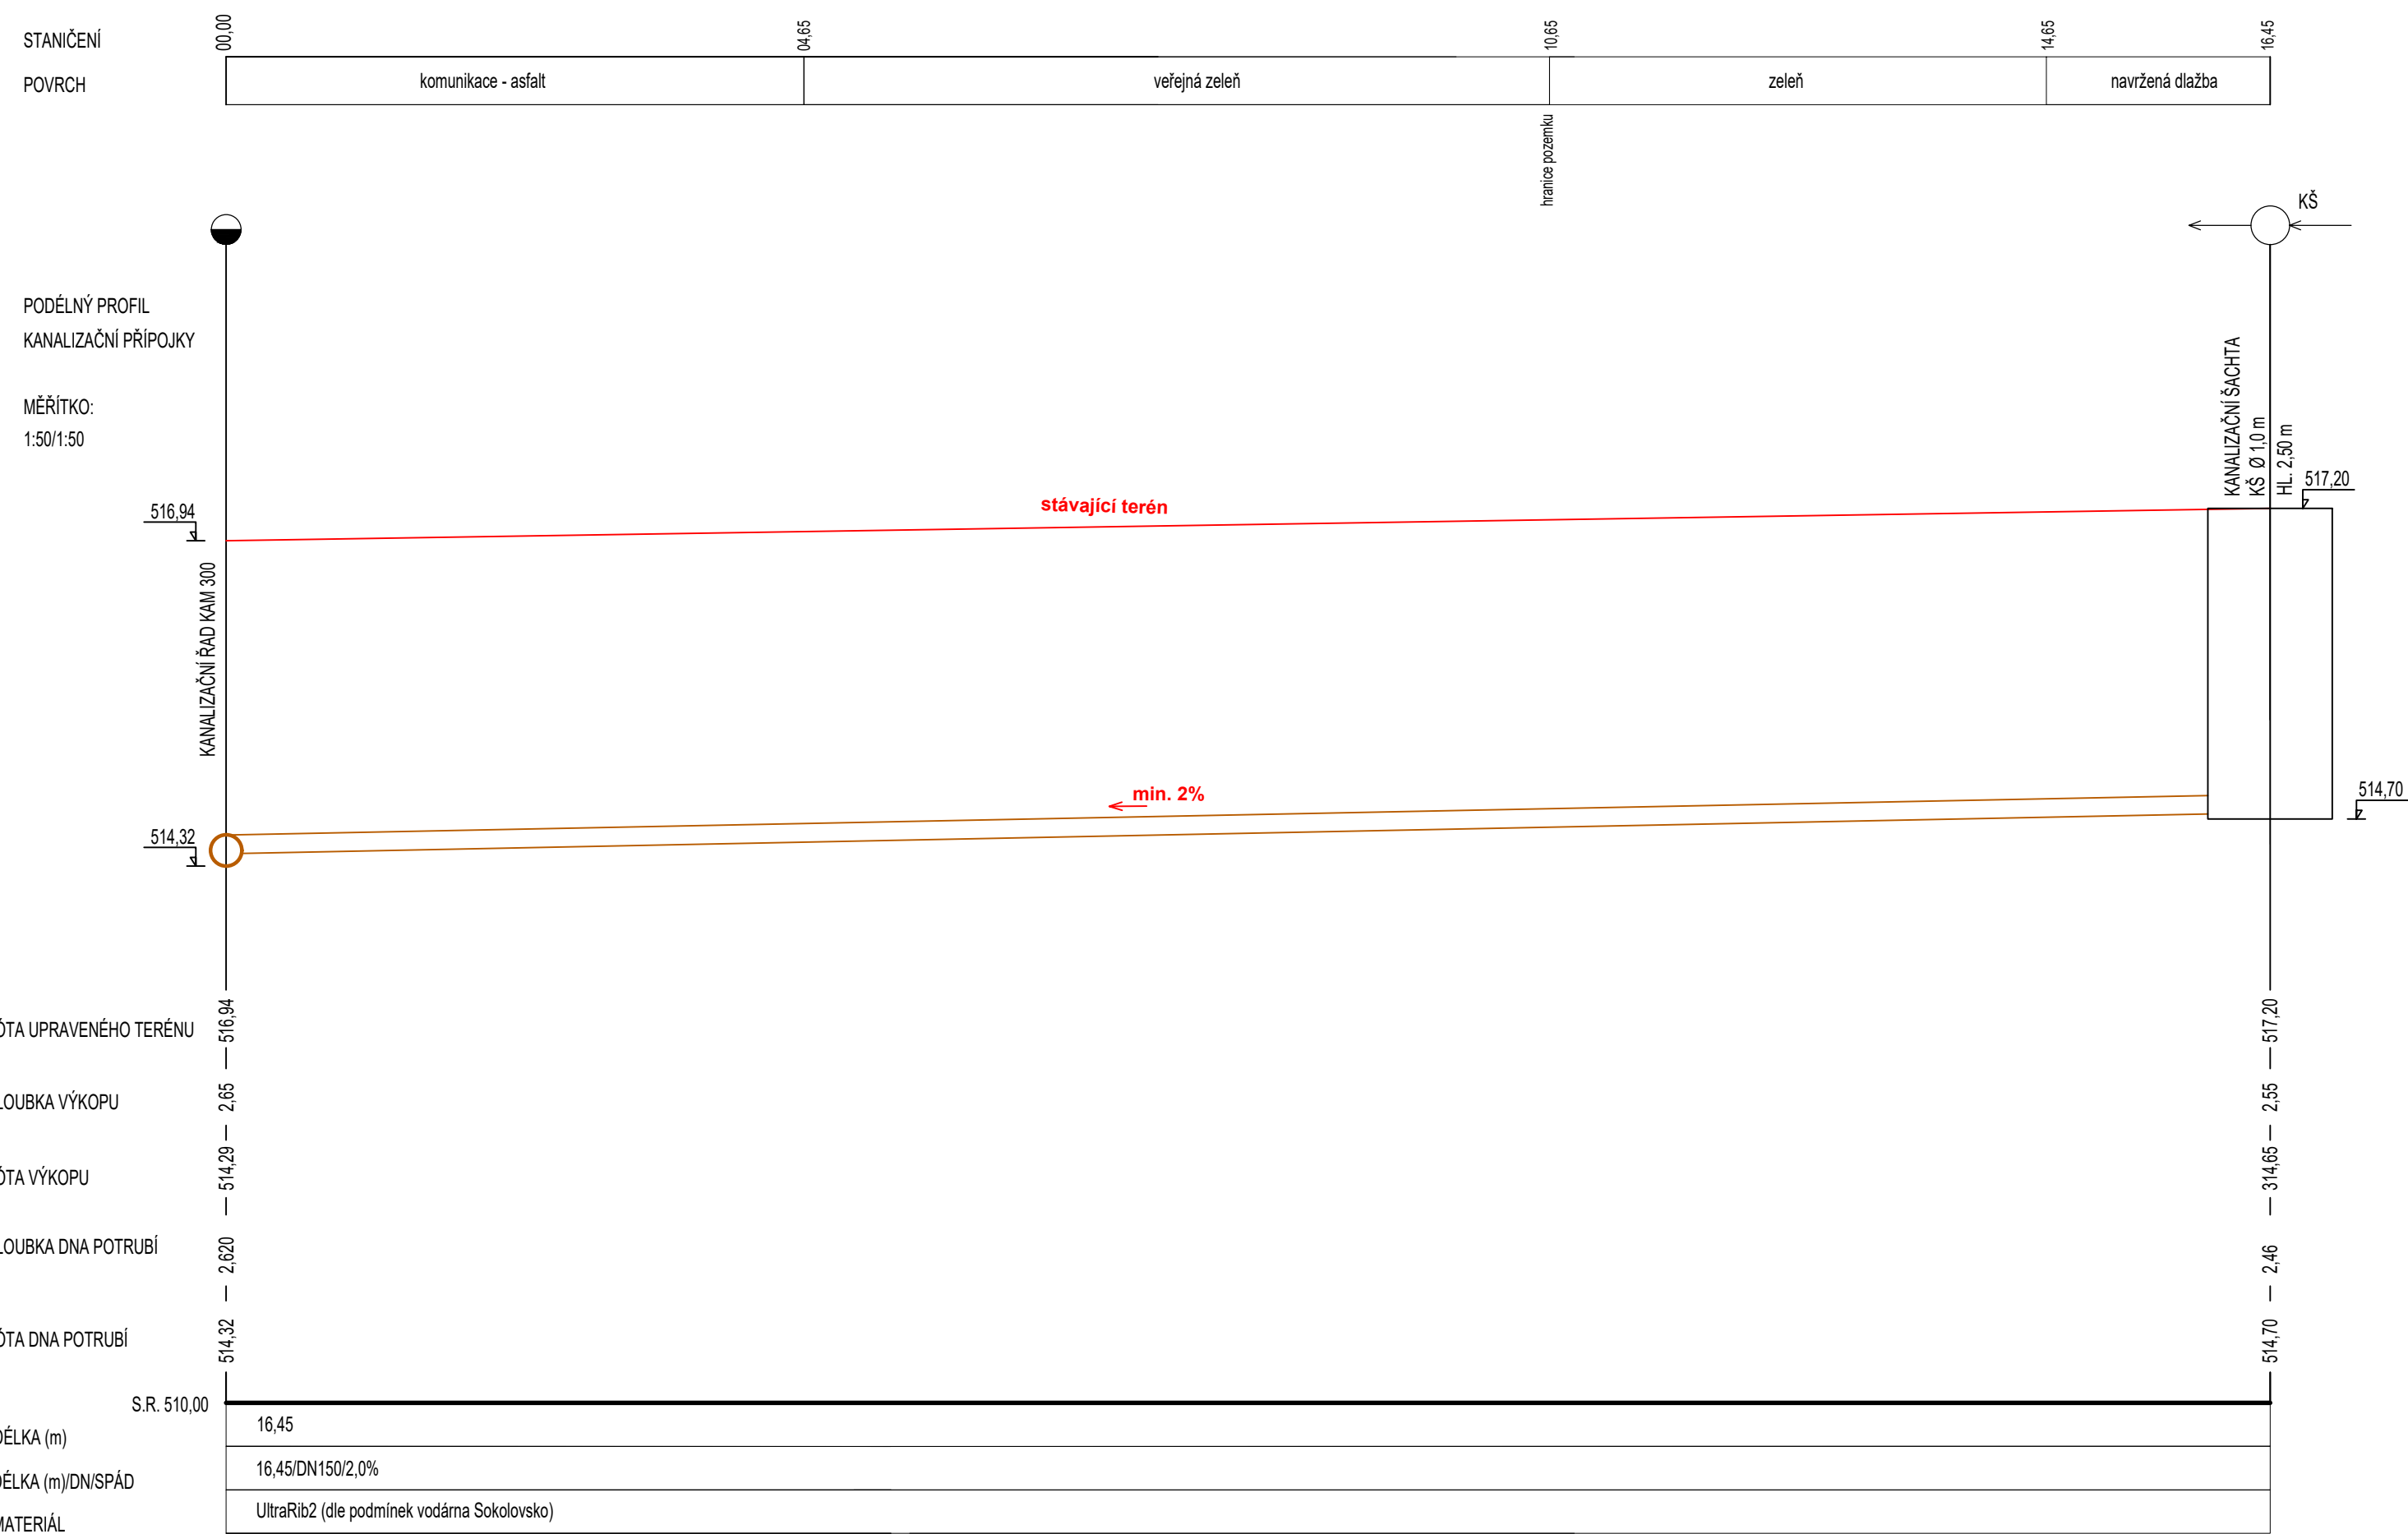 STANIČENÍ
00,00
04,65
10,65
14,65
16,45
POVRCH
komunikace - asfalt
veřejná zeleň
zeleň
navržená dlažba
hranice pozemku
KŠ
PODÉLNÝ PROFIL
KANALIZAČNÍ PŘÍPOJKY
MĚŘÍTKO:
1:50/1:50
KANALIZAČNÍ ŠACHTA
KŠ Ø 1,0 m
HL. 2,50 m
517,20
516,94
stávající terén
KANALIZAČNÍ ŘAD KAM 300
min. 2%
514,70
514,32
ÓTA UPRAVENÉHO TERÉNU
516,94
517,20
LOUBKA VÝKOPU
2,65
2,55
ÓTA VÝKOPU
514,29
314,65
LOUBKA DNA POTRUBÍ
2,620
2,46
ÓTA DNA POTRUBÍ
514,32
514,70
S.R. 510,00
DÉLKA (m)
16,45
DÉLKA (m)/DN/SPÁD
16,45/DN150/2,0%
MATERIÁL
UltraRib2 (dle podmínek vodárna Sokolovsko)